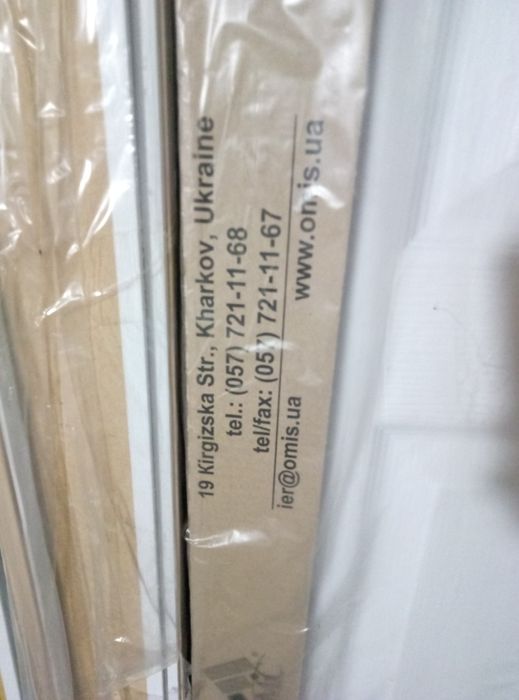 19 Kirgizska Str., Kharkov, Ukraine
tel.: (057) 721-11-68
tel/fax: (057) 721-11-67
ier@omis.ua www.omis.ua